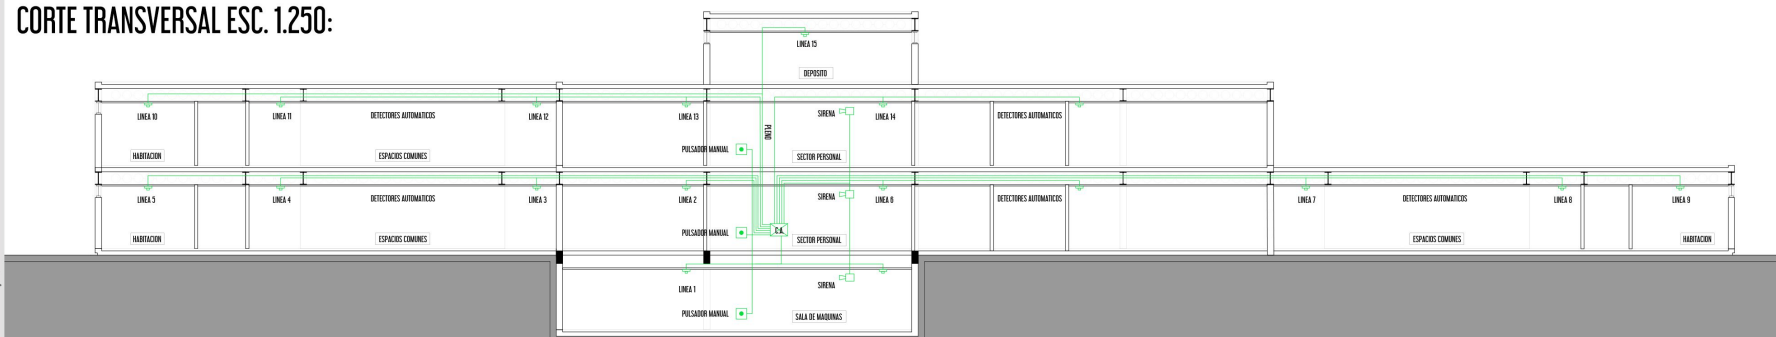 CORTE TRANSVERSAL ESC. 1.250:
LINEA 15
DEPOSITO
LINEA 10
LINEA 11
DETECTORES AUTOMATICOS
LINEA 12
LINEA 13
SIRENA
LINEA 14
DETECTORES AUTOMATICOS
PLENO
PULSADOR MANUAL
HABITACION
ESPACIOS COMUNES
SECTOR PERSONAL
LINEA 5
LINEA 4
DETECTORES AUTOMATICOS
LINEA 3
LINEA 2
SIRENA
LINEA 6
DETECTORES AUTOMATICOS
LINEA 7
DETECTORES AUTOMATICOS
LINEA 8
LINEA 9
PULSADOR MANUAL
C.A.
HABITACION
ESPACIOS COMUNES
SECTOR PERSONAL
ESPACIOS COMUNES
HABITACION
LINEA 1
SIRENA
PULSADOR MANUAL
SALA DE MAQUINAS